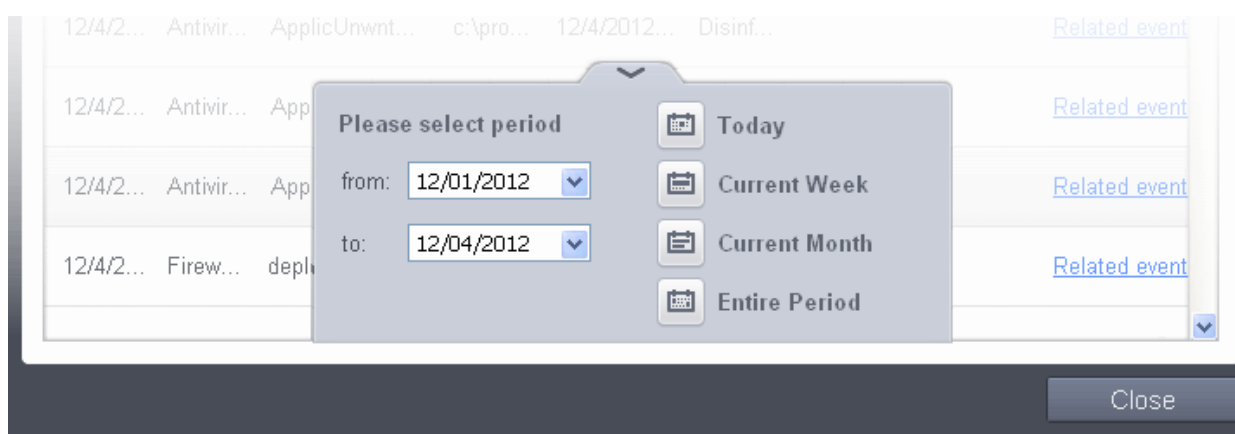 12/4/2... Antivir... ApplicUnwnt... c:\pro... 12/4/2012... Disinf... Related event
12/4/2... Antivir... App Related event
Please select period
from: 12/01/2012
to: 12/04/2012
Today
Current Week
Current Month
Entire Period
12/4/2... Antivir... App Related event
12/4/2... Firew... deplo Related event
Close